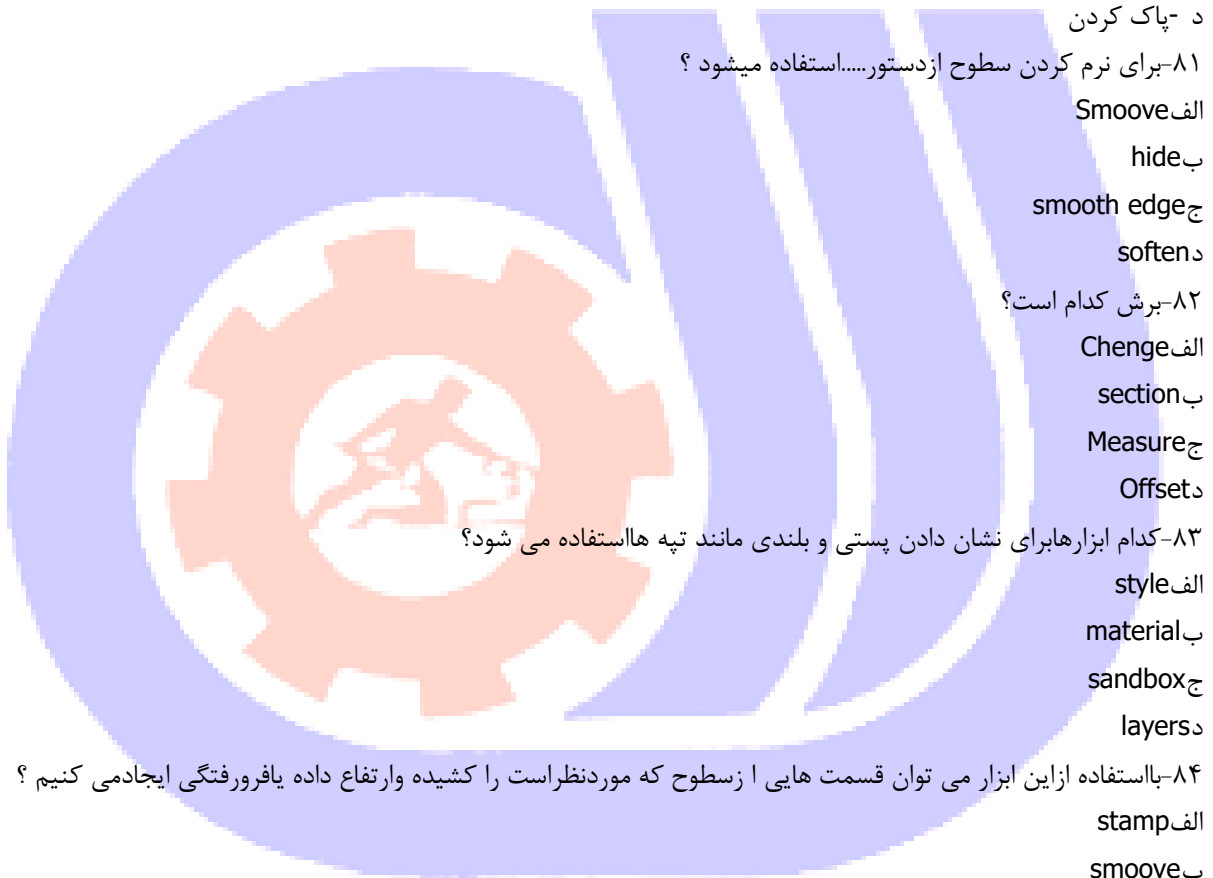 د -پاک کردن
۸۱-برای نرم کردن سطوح ازدستور.....استفاده میشود ؟
الفSmoove
بhide
جsmooth edge
دsoften
۸۲-برش کدام است؟
الفChenge
بsection
جMeasure
دOffset
۸۳-کدام ابزارهابرای نشان دادن پستی و بلندی مانند تپه هااستفاده می شود؟
الفstyle
بmaterial
جsandbox
دlayers
۸۴-بااستفاده ازاین ابزار می توان قسمت هایی ا زسطوح که موردنظراست را کشیده وارتفاع داده یافرورفتگی ایجادمی کنیم ؟
الفstamp
بsmoove